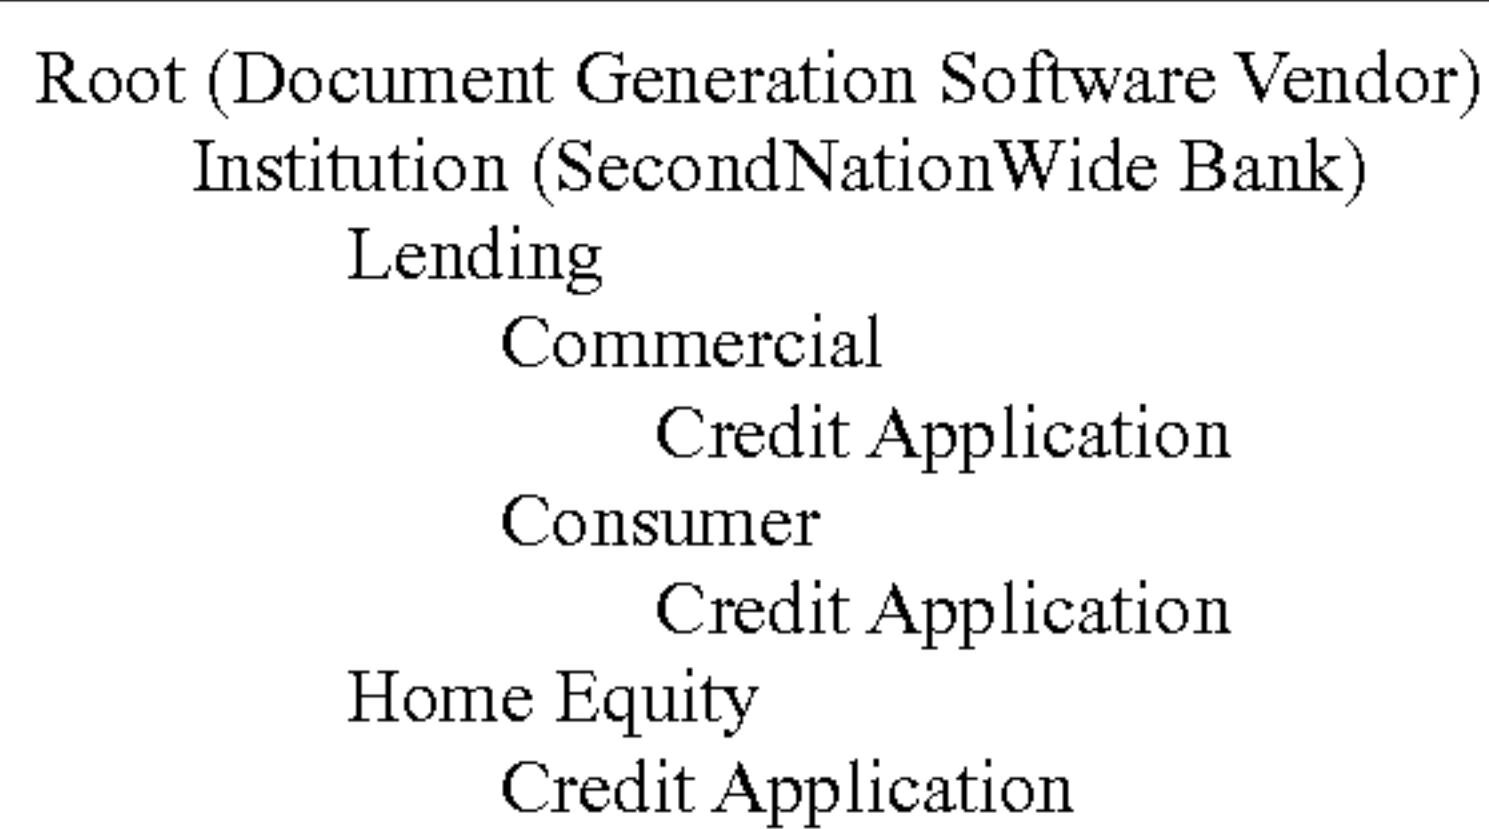 Root (Document Generation Software Vendor)
Institution (SecondNationWide Bank)
Lending
Commercial
Credit Application
Consumer
Credit Application
Home Equity
Credit Application